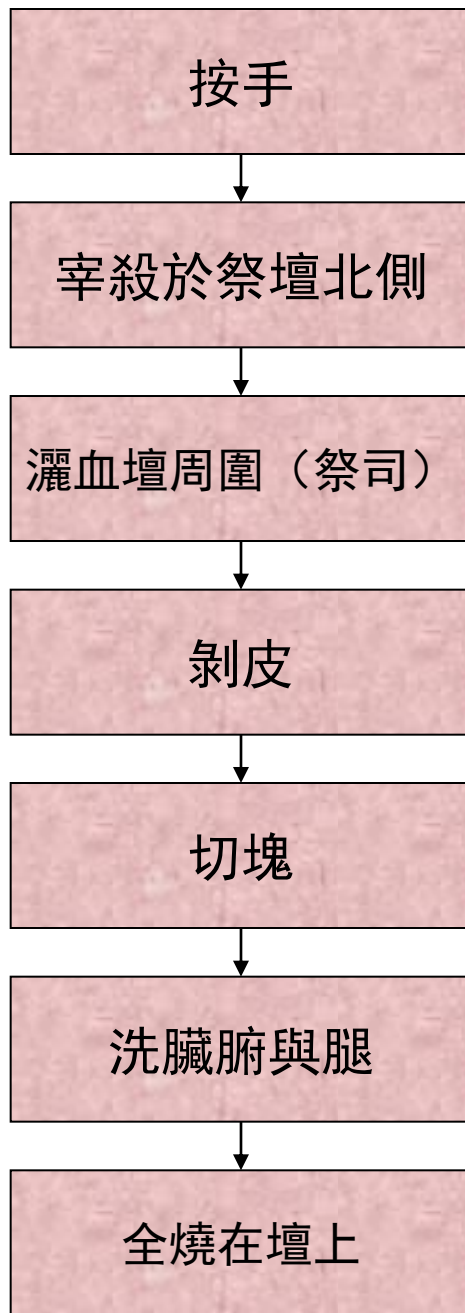 按手
宰殺於祭壇北側
灑血壇周圍（祭司）
剝皮
切塊
洗臟腑與腿
全燒在壇上